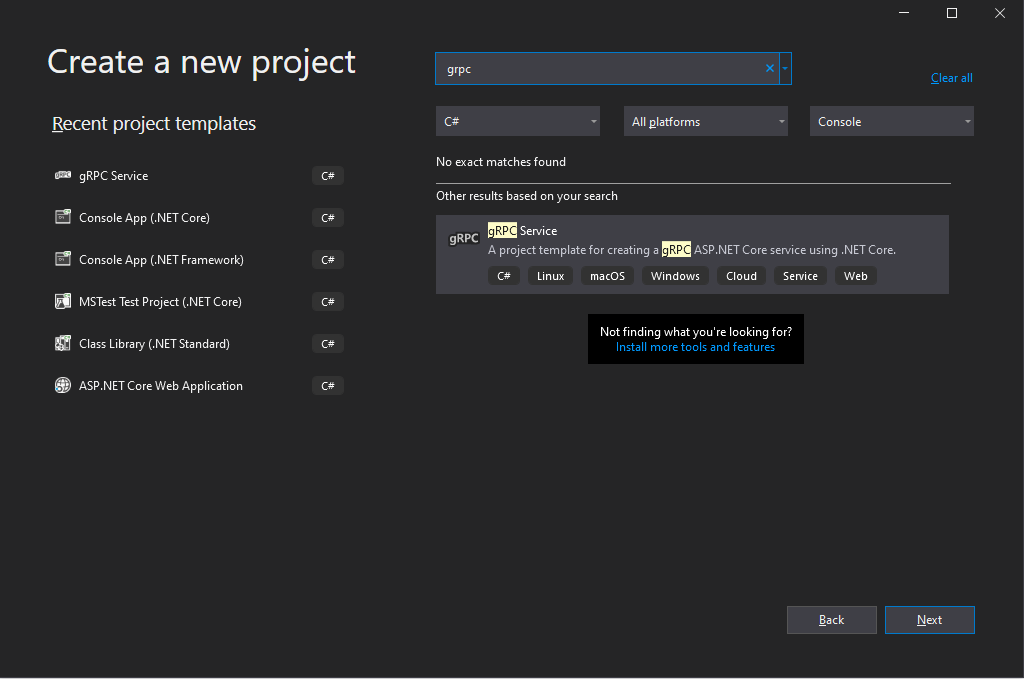 Create a new project
grpc
Clear all
Recent project templates
C#
All platforms
Console
gRPC Service C#
Console App (.NET Core) C#
Console App (.NET Framework) C#
MSTest Test Project (.NET Core) C#
Class Library (.NET Standard) C#
ASP.NET Core Web Application C#
No exact matches found
Other results based on your search
gRPC
gRPC Service
A project template for creating a gRPC ASP.NET Core service using .NET Core.
C# Linux macOS Windows Cloud Service Web
Not finding what you're looking for?
Install more tools and features
Back
Next